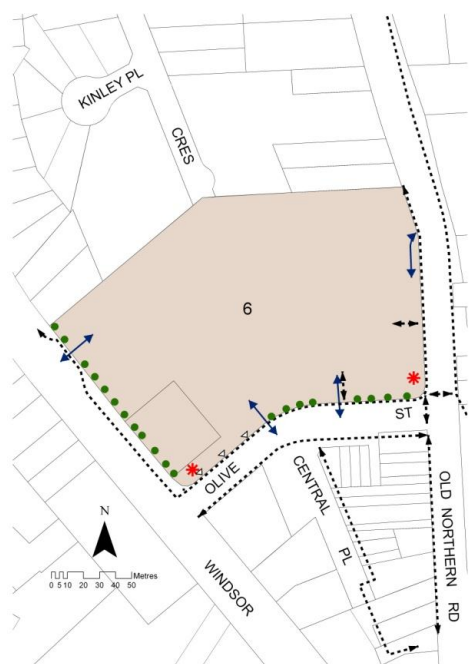 KINLEY PL
CRES
6
ST
OLIVE
CENTRAL
PL
OLD NORTHERN RD
WINDSOR
N
Metres
0 5 10 20 30 40 50